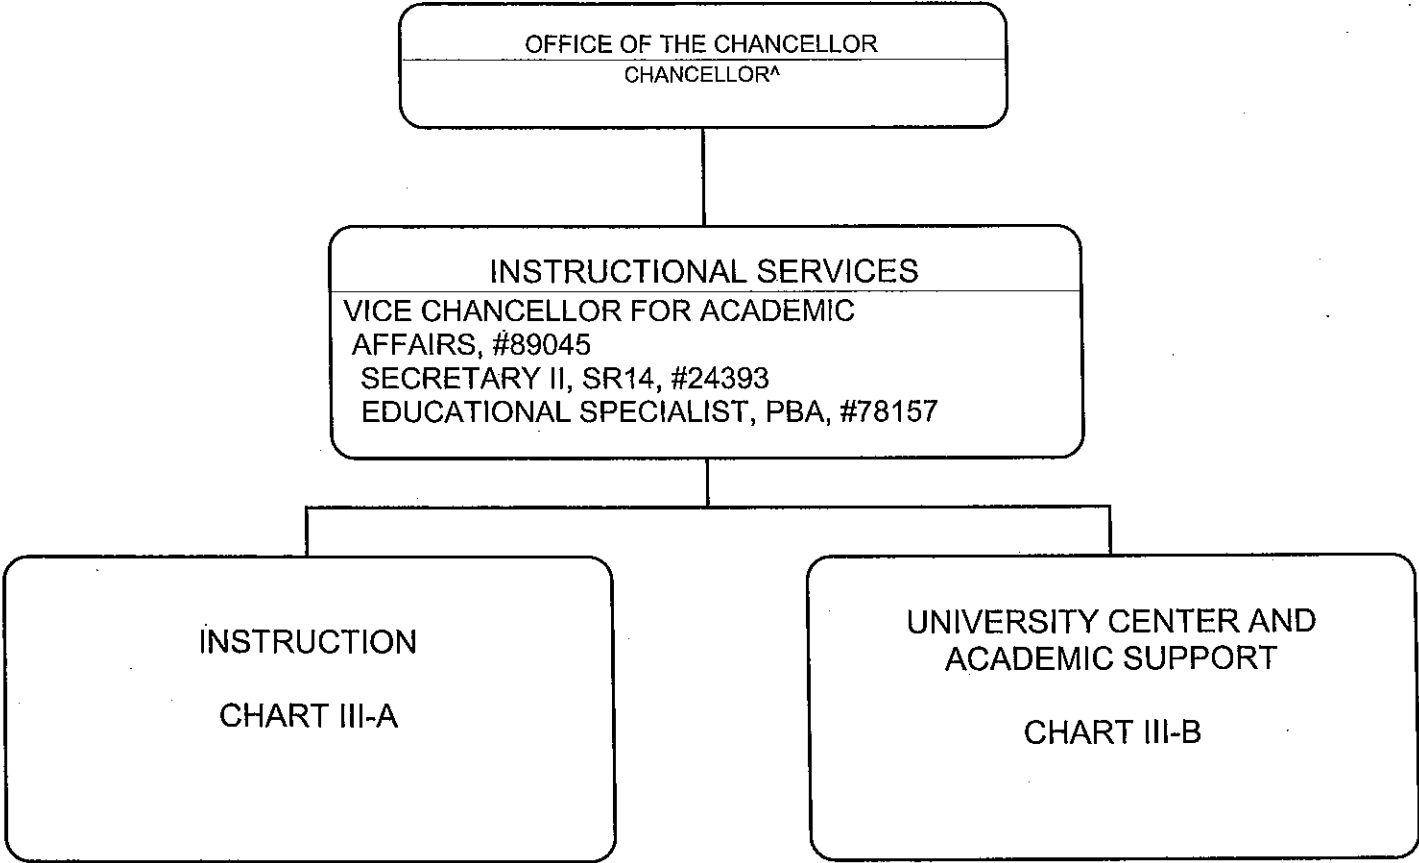 OFFICE OF THE CHANCELLOR
CHANCELLOR^
INSTRUCTIONAL SERVICES
VICE CHANCELLOR FOR ACADEMIC
AFFAIRS, #89045
SECRETARY II, SR14, #24393
EDUCATIONAL SPECIALIST, PBA, #78157
INSTRUCTION
CHART III-A
UNIVERSITY CENTER AND
ACADEMIC SUPPORT
CHART III-B